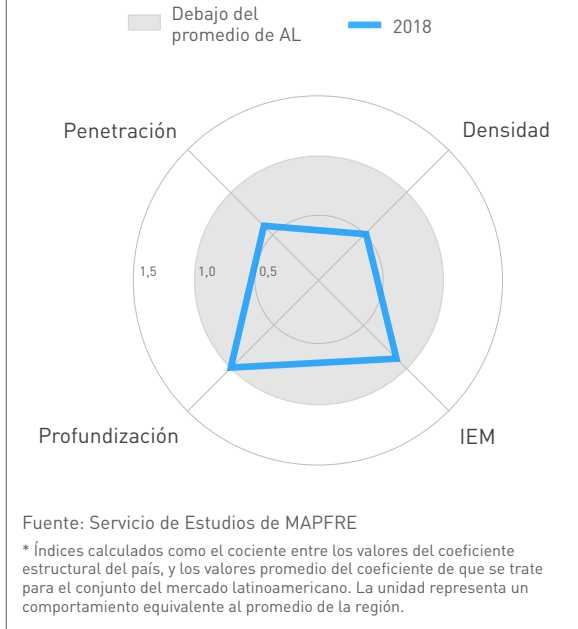 Debajo del
promedio de AL
2018
Penetración
Densidad
1,5
1,0
0,5
Profundización
IEM
Fuente: Servicio de Estudios de MAPFRE
* Índices calculados como el cociente entre los valores del coeficiente
estructural del país, y los valores promedio del coeficiente de que se trate
para el conjunto del mercado latinoamericano. La unidad representa un
comportamiento equivalente al promedio de la región.